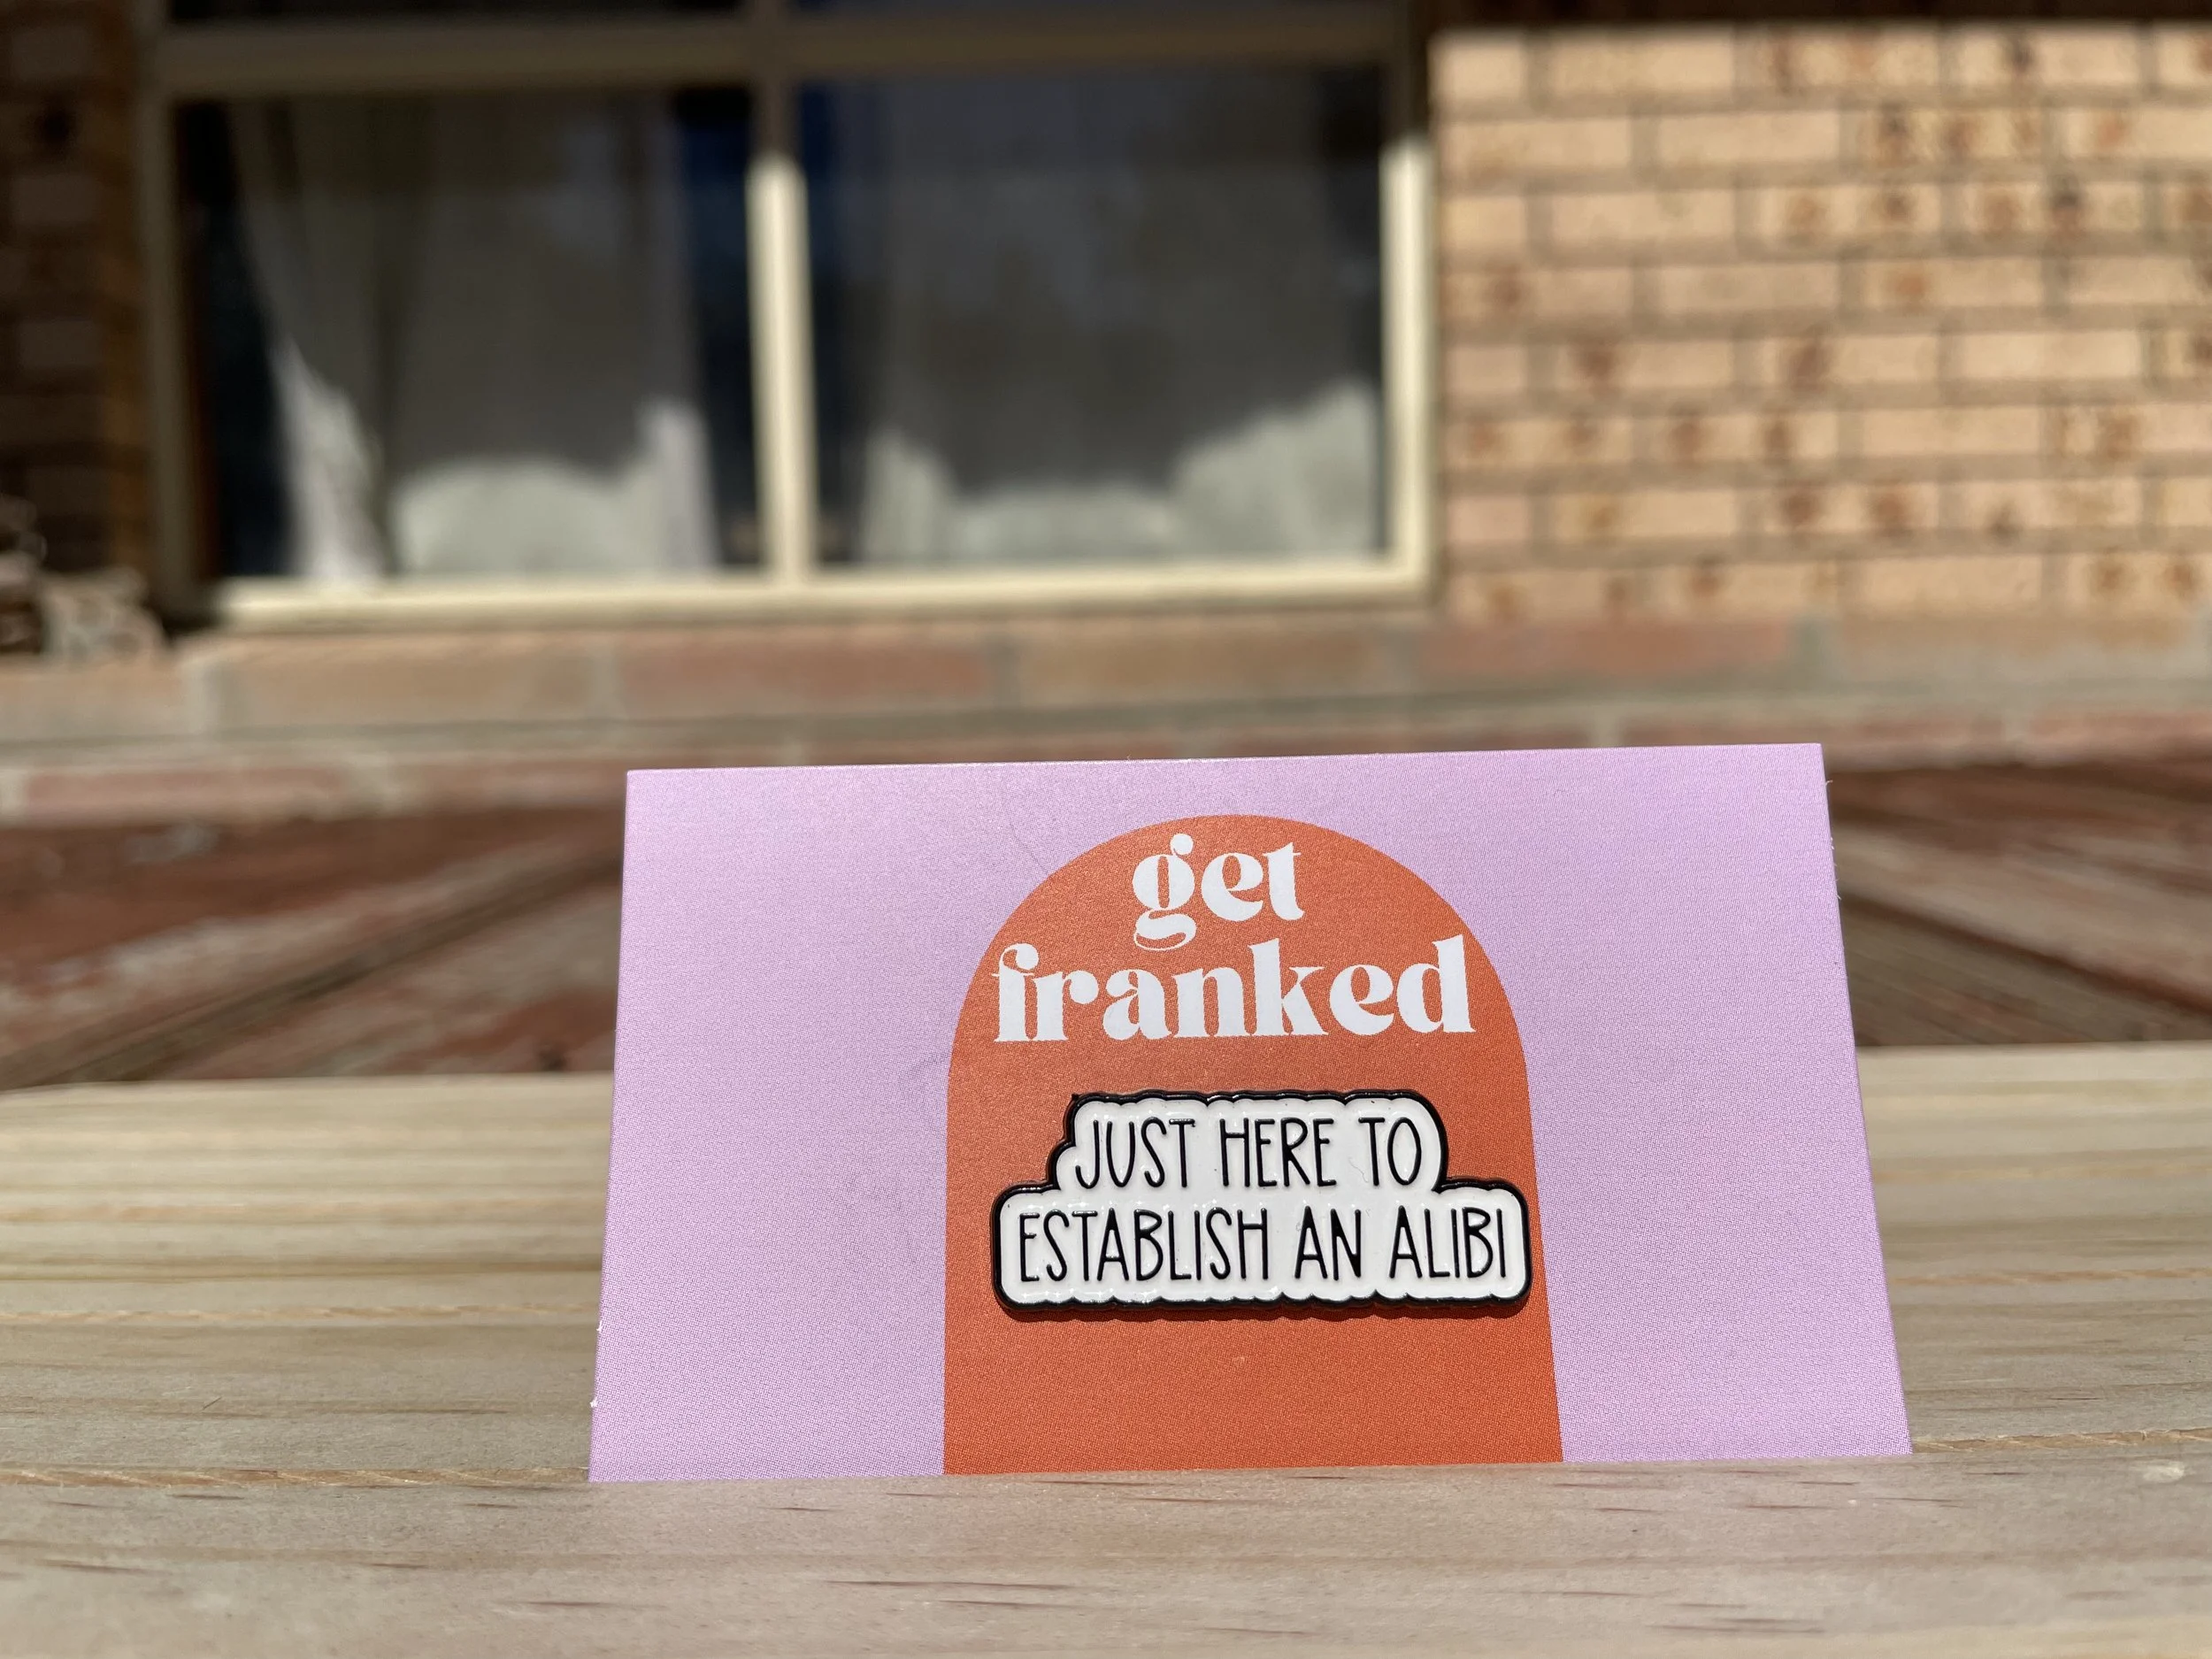 get
franked
JUST HERE TO
ESTABLISH AN ALIBI